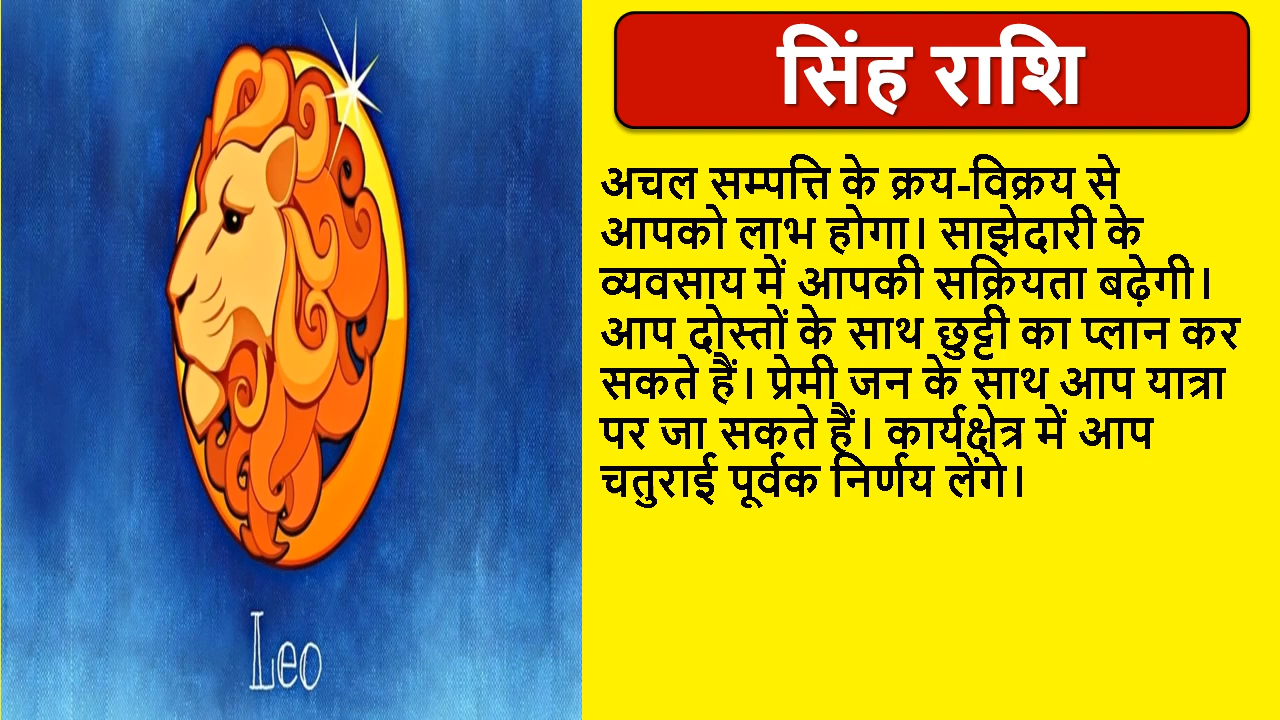 सिंह राशि
अचल सम्पत्ति के क्रय-विक्रय से
आपको लाभ होगा। साझेदारी के
व्यवसाय में आपकी सक्रियता बढ़ेगी।
आप दोस्तों के साथ छुट्टी का प्लान कर
सकते हैं। प्रेमी जन के साथ आप यात्रा
पर जा सकते हैं। कार्यक्षेत्र में आप
चतुराई पूर्वक निर्णय लेंगे।
Leo